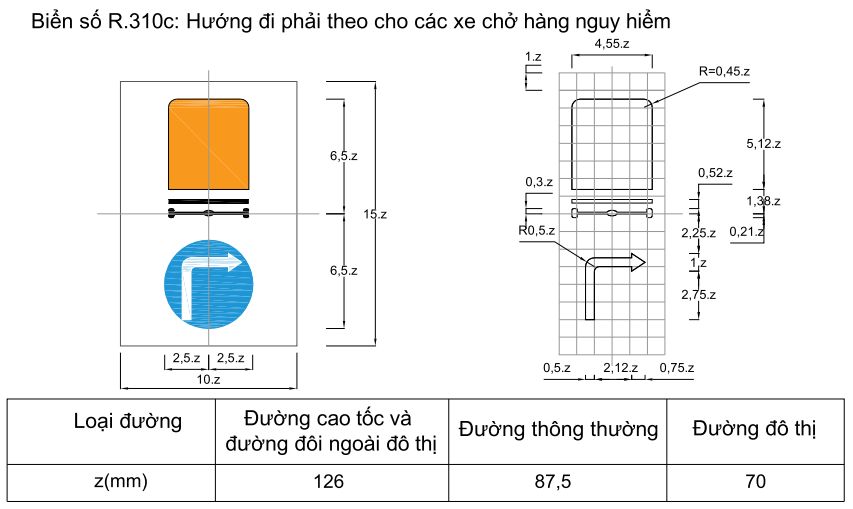 Biển số R.310c: Hướng đi phải theo cho các xe chở hàng nguy hiểm
4,55.z
1.z
R=0,45.z
6,5.z
5,12.z
0,52.z
0,3.z
1,38.z
15.z
R0,5.z
2,25.z
0,21.z
6,5.z
1.z
2,75.z
2,5.z 2,5.z
10.z
0,5.z 2,12.z 0,75.z
Loại đường
Đường cao tốc và
đường đôi ngoài đô thị
Đường thông thường
Đường đô thị
z(mm) 126 87,5 70